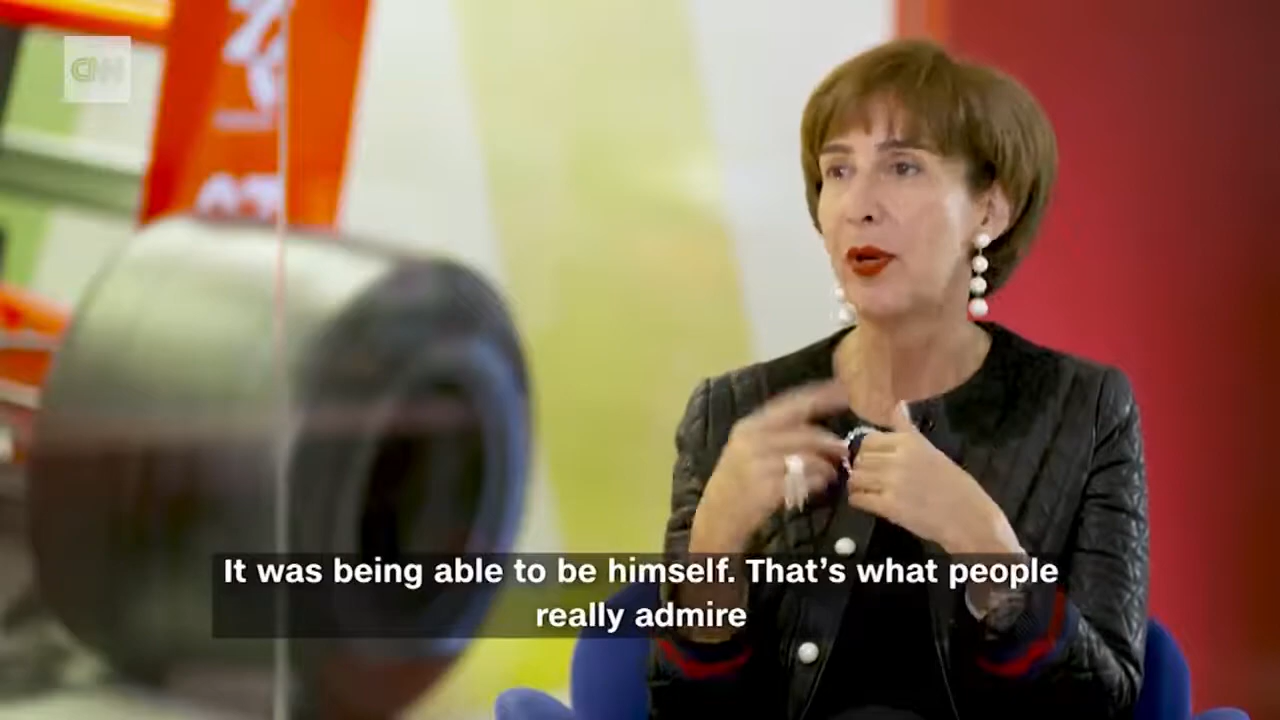 CNN
It was being able to be himself. That's what people
really admire